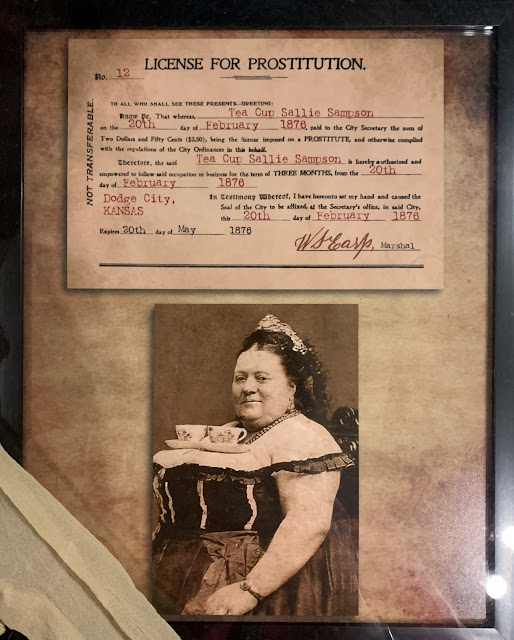 LICENSE FOR PROSTITUTION.
No. 12
NOT TRANSFERABLE.
TO ALL WHO SHALL SEE THESE PRESENTS—GREETING:
Know Ye, That whereas, Tea Cup Sallie Sampson
on the 20th day of February 1876, paid to the City Secretary the sum of
Two Dollars and Fifty Cents ($2.50), being the license imposed on a PROSTITUTE, and otherwise complied
with the regulations of the City Ordinances in this behalf.
Therefore, the said Tea Cup Sallie Sampson is hereby authorized and
empowered to follow said occupation or business for the term of THREE MONTHS, from the 20th
day of February 1876
Dodge City,
KANSAS
In Testimony Whereof, I have hereunto set my hand and caused the
Seal of the City to be affixed, at the Secretary's office, in said City,
this 20th day of February 1876
Expires 20th day of May 1876
W S Earp, Marshal